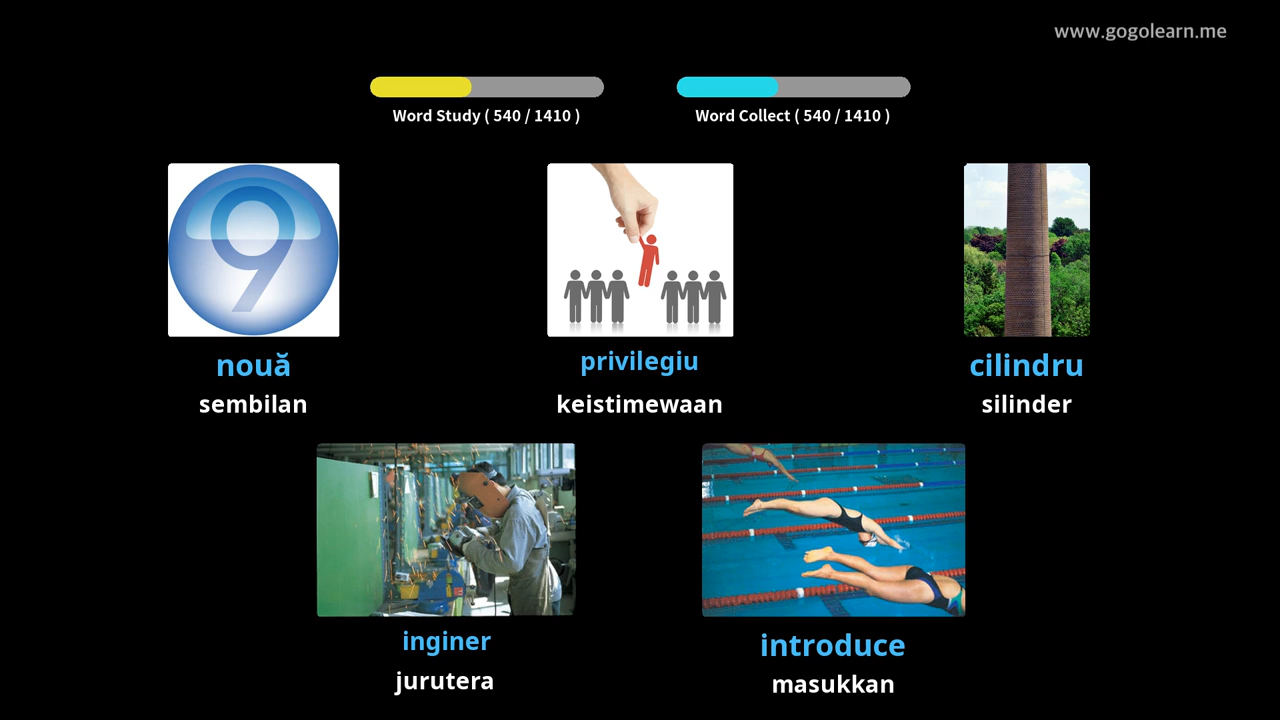 www.gogolearn.me
Word Study ( 540 / 1410 )
Word Collect ( 540 / 1410 )
9
nouă
privilegiu
cilindru
sembilan
keistimewaan
silinder
inginer
introduce
jurutera
masukkan